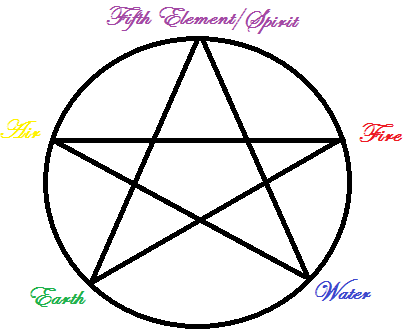 Fifth Element/Spirit
Air
Fire
Earth
Water